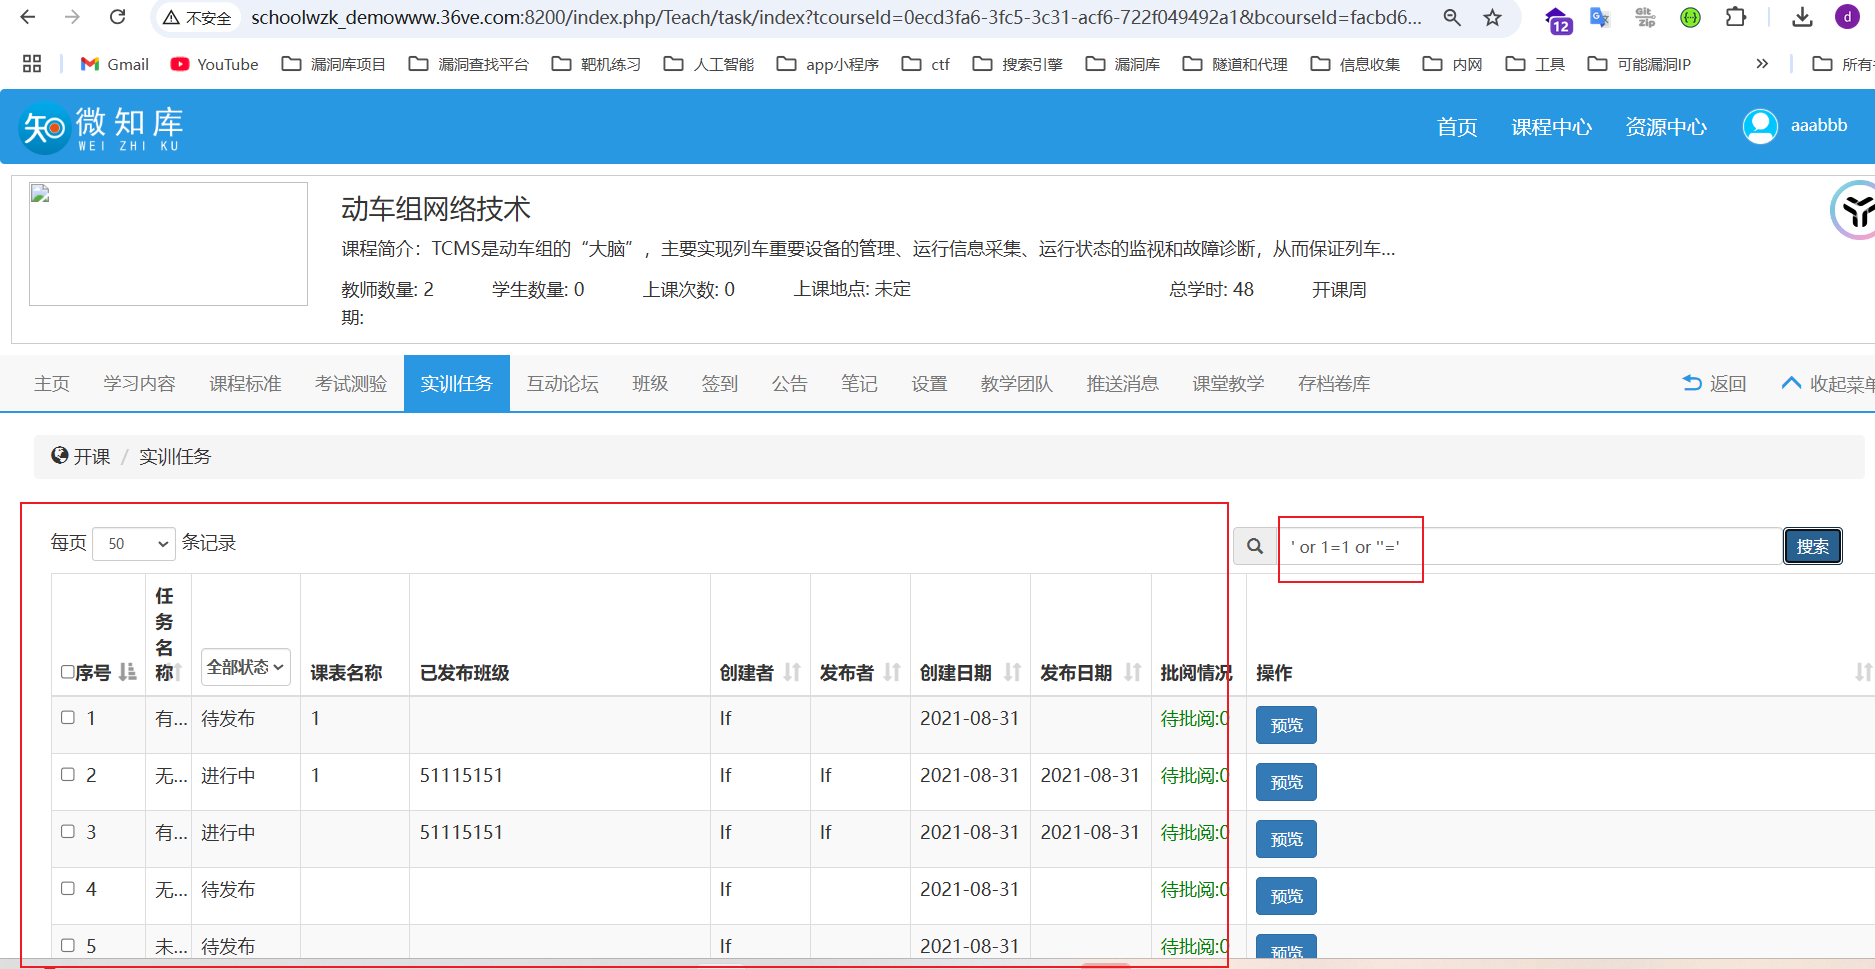 不安全 schoolwzk_demowww.36ve.com:8200/index.php/Teach/task/index?tcourseId=0ecd3fa6-3fc5-3c31-acf6-722f049492a1&bcourseId=facbd6... 12 d
Gmail YouTube 漏洞库项目 漏洞查找平台 靶机练习 人工智能 app小程序 ctf 搜索引擎 漏洞库 隧道和代理 信息收集 内网 工具 可能漏洞IP » 所有
知 微知库 首页 课程中心 资源中心 aaabbb
WEI ZHI KU
动车组网络技术
课程简介：TCMS是动车组的“大脑”，主要实现列车重要设备的管理、运行信息采集、运行状态的监视和故障诊断，从而保证列车...
教师数量: 2 学生数量: 0 上课次数: 0 上课地点: 未定 总学时: 48 开课周
期:
主页 学习内容 课程标准 考试测验 实训任务 互动论坛 班级 签到 公告 笔记 设置 教学团队 推送消息 课堂教学 存档卷库 返回 收起菜单
开课 / 实训任务
每页 50 条记录 ' or 1=1 or ''=' 搜索
序号 任务名称 全部状态 课表名称 已发布班级 创建者 发布者 创建日期 发布日期 批阅情况 操作
1 有... 待发布 1 lf 2021-08-31 待批阅:0 预览
2 无... 进行中 1 51115151 lf lf 2021-08-31 2021-08-31 待批阅:0 预览
3 有... 进行中 51115151 lf lf 2021-08-31 2021-08-31 待批阅:0 预览
4 无... 待发布 lf 2021-08-31 待批阅:0 预览
5 未... 待发布 lf 2021-08-31 待批阅:0 预览